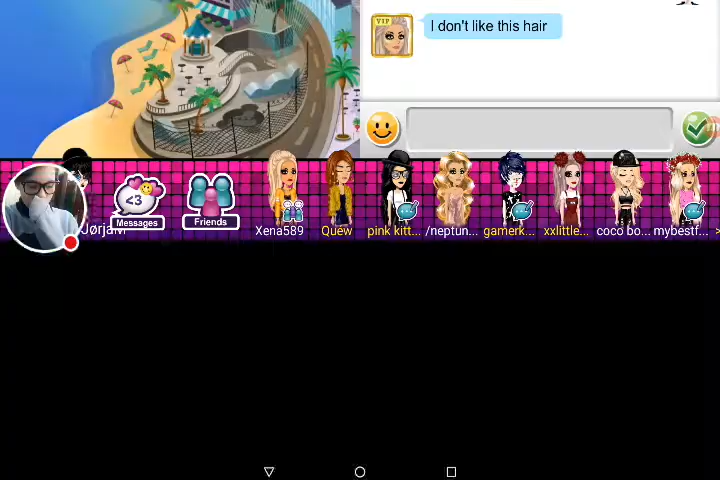 VIP
I don't like this hair
<3
Messages
Friends
Xena589
Quew
pink kitt...
/neptun...
gamerk...
xxlittle...
coco bo...
mybestf...
>